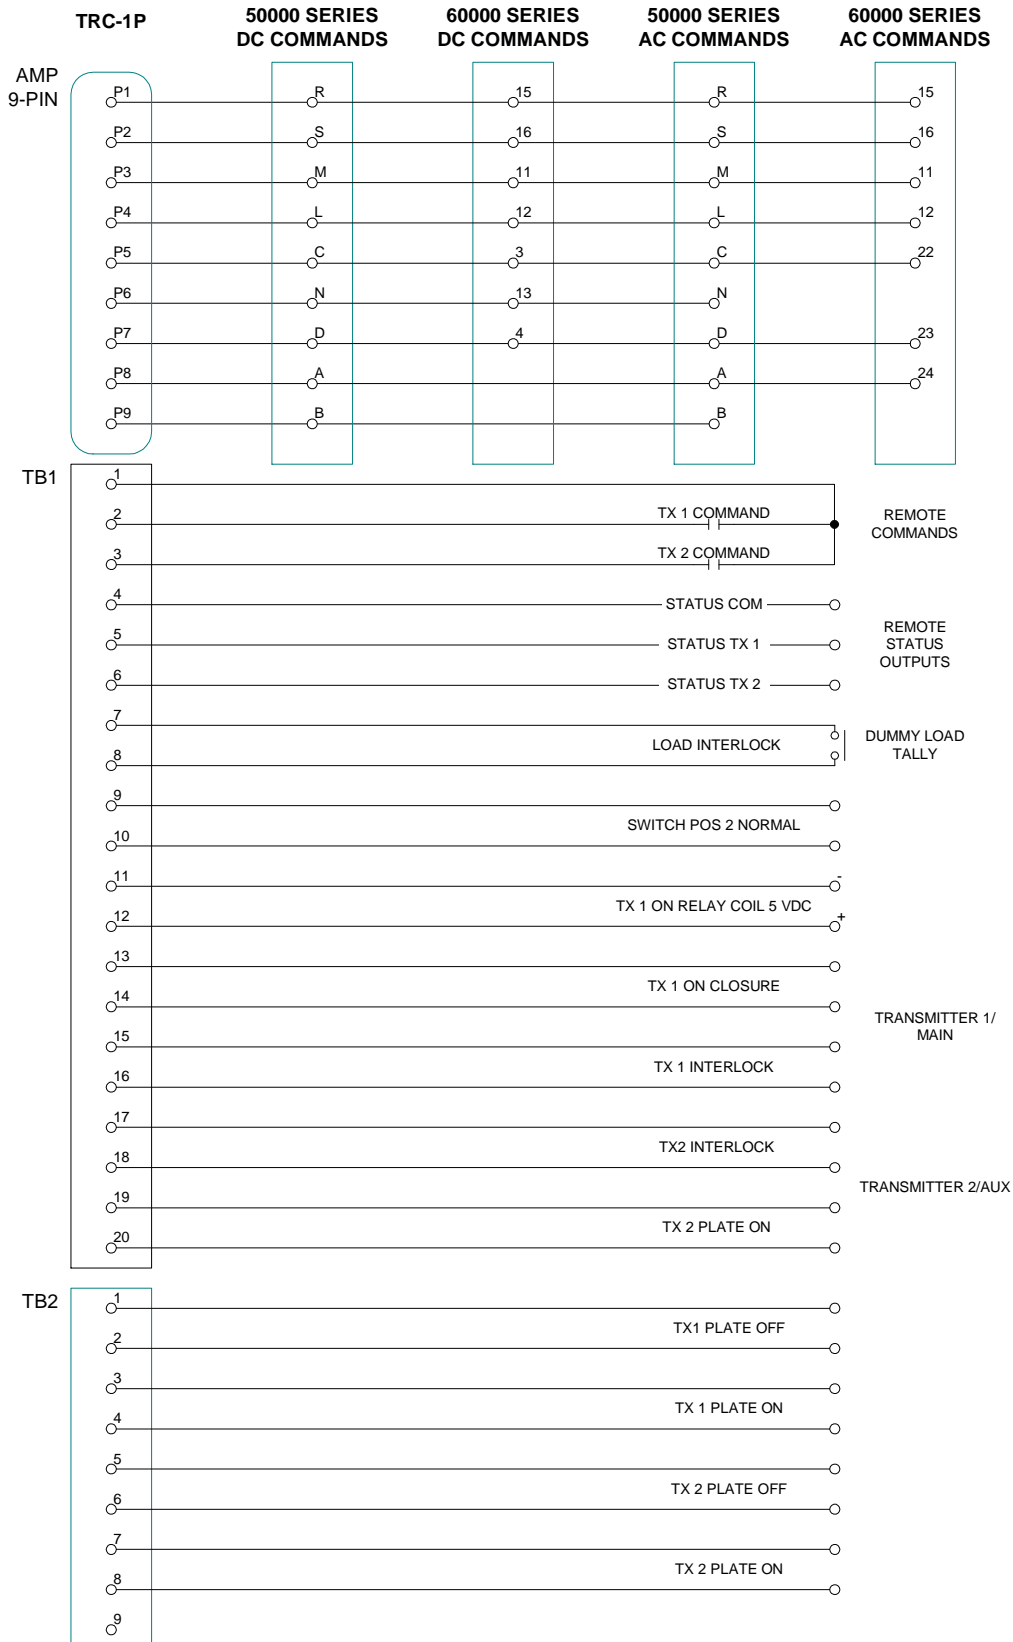 TRC-1P
50000 SERIES
DC COMMANDS
60000 SERIES
DC COMMANDS
50000 SERIES
AC COMMANDS
60000 SERIES
AC COMMANDS
AMP
9-PIN
P1 R 15 R 15
P2 S 16 S 16
P3 M 11 M 11
P4 L 12 L 12
P5 C 3 C 22
P6 N 13 N
P7 D 4 D 23
P8 A A 24
P9 B B
TB1
1
2 TX 1 COMMAND
3 TX 2 COMMAND
REMOTE
COMMANDS
4 STATUS COM
5 STATUS TX 1
6 STATUS TX 2
REMOTE
STATUS
OUTPUTS
7
LOAD INTERLOCK
8
DUMMY LOAD
TALLY
9
SWITCH POS 2 NORMAL
10
11 -
TX 1 ON RELAY COIL 5 VDC
12 +
13
TX 1 ON CLOSURE
14
TRANSMITTER 1/
MAIN
15
TX 1 INTERLOCK
16
17
TX2 INTERLOCK
18
TRANSMITTER 2/AUX
19
TX 2 PLATE ON
20
TB2
1
TX1 PLATE OFF
2
3
TX 1 PLATE ON
4
5
TX 2 PLATE OFF
6
7
TX 2 PLATE ON
8
9